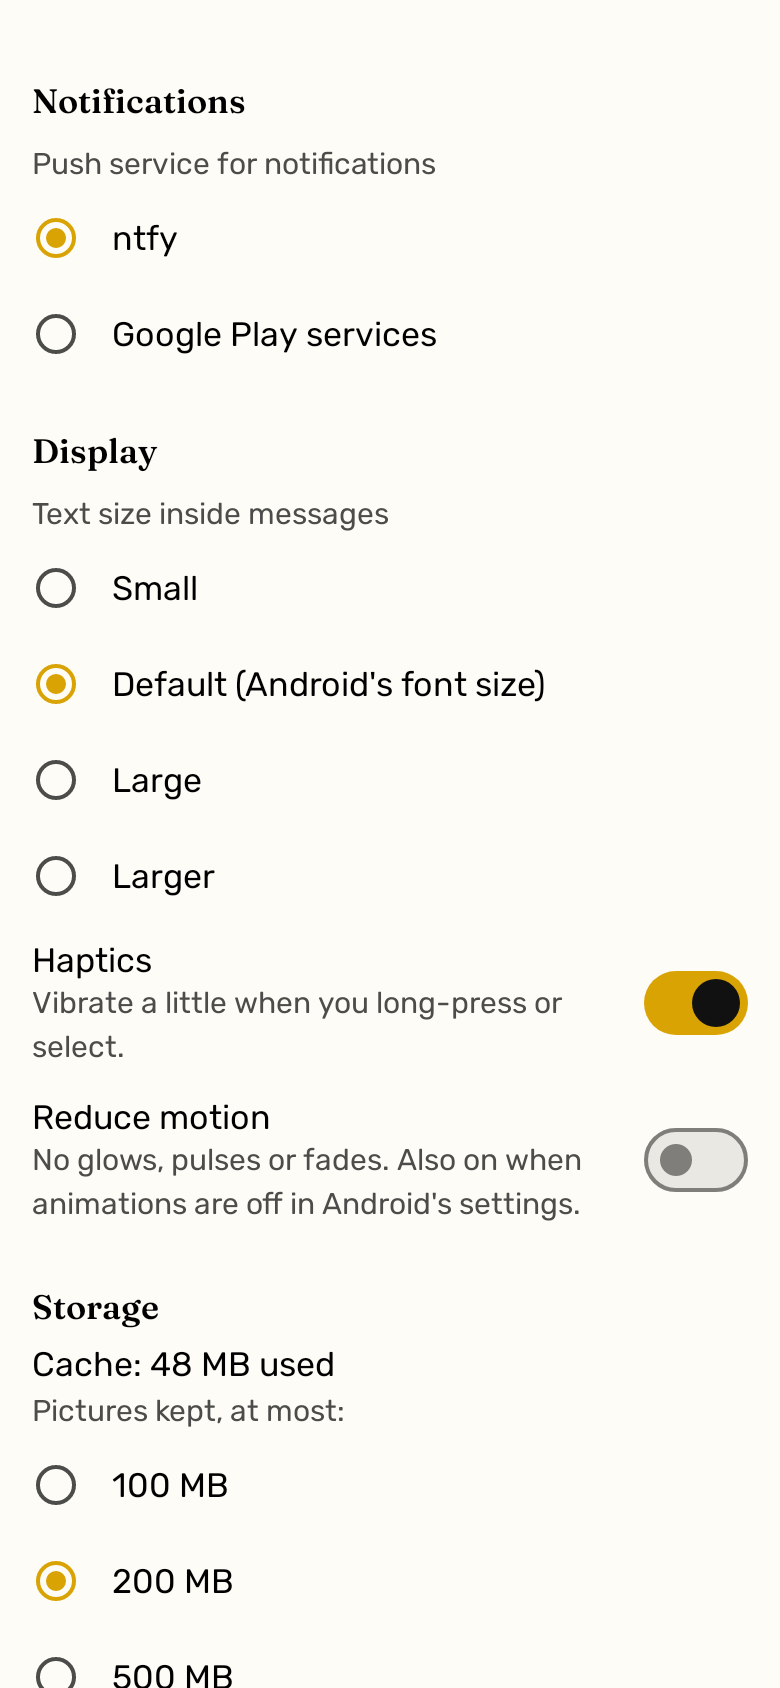 Notifications
Push service for notifications
ntfy
Google Play services
Display
Text size inside messages
Small
Default (Android's font size)
Large
Larger
Haptics
Vibrate a little when you long-press or
select.
Reduce motion
No glows, pulses or fades. Also on when
animations are off in Android's settings.
Storage
Cache: 48 MB used
Pictures kept, at most:
100 MB
200 MB
500 MB